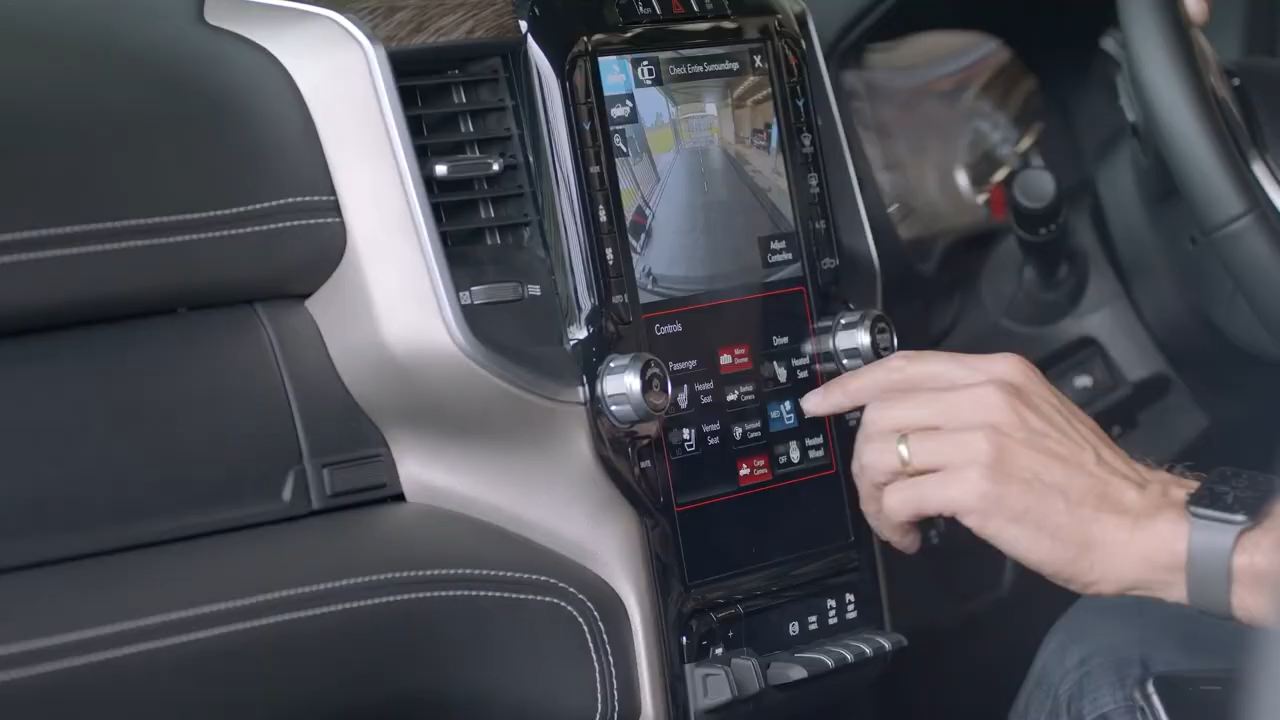 Check Entire Surroundings
X
Adjust
Centerline
Controls
Passenger
Driver
Mirror
Dimmer
Heated
Seat
Heated
Seat
Backup
Camera
MED
Vented
Seat
Surround
Camera
Heated
Wheel
OFF
Cargo
Camera
MUTE